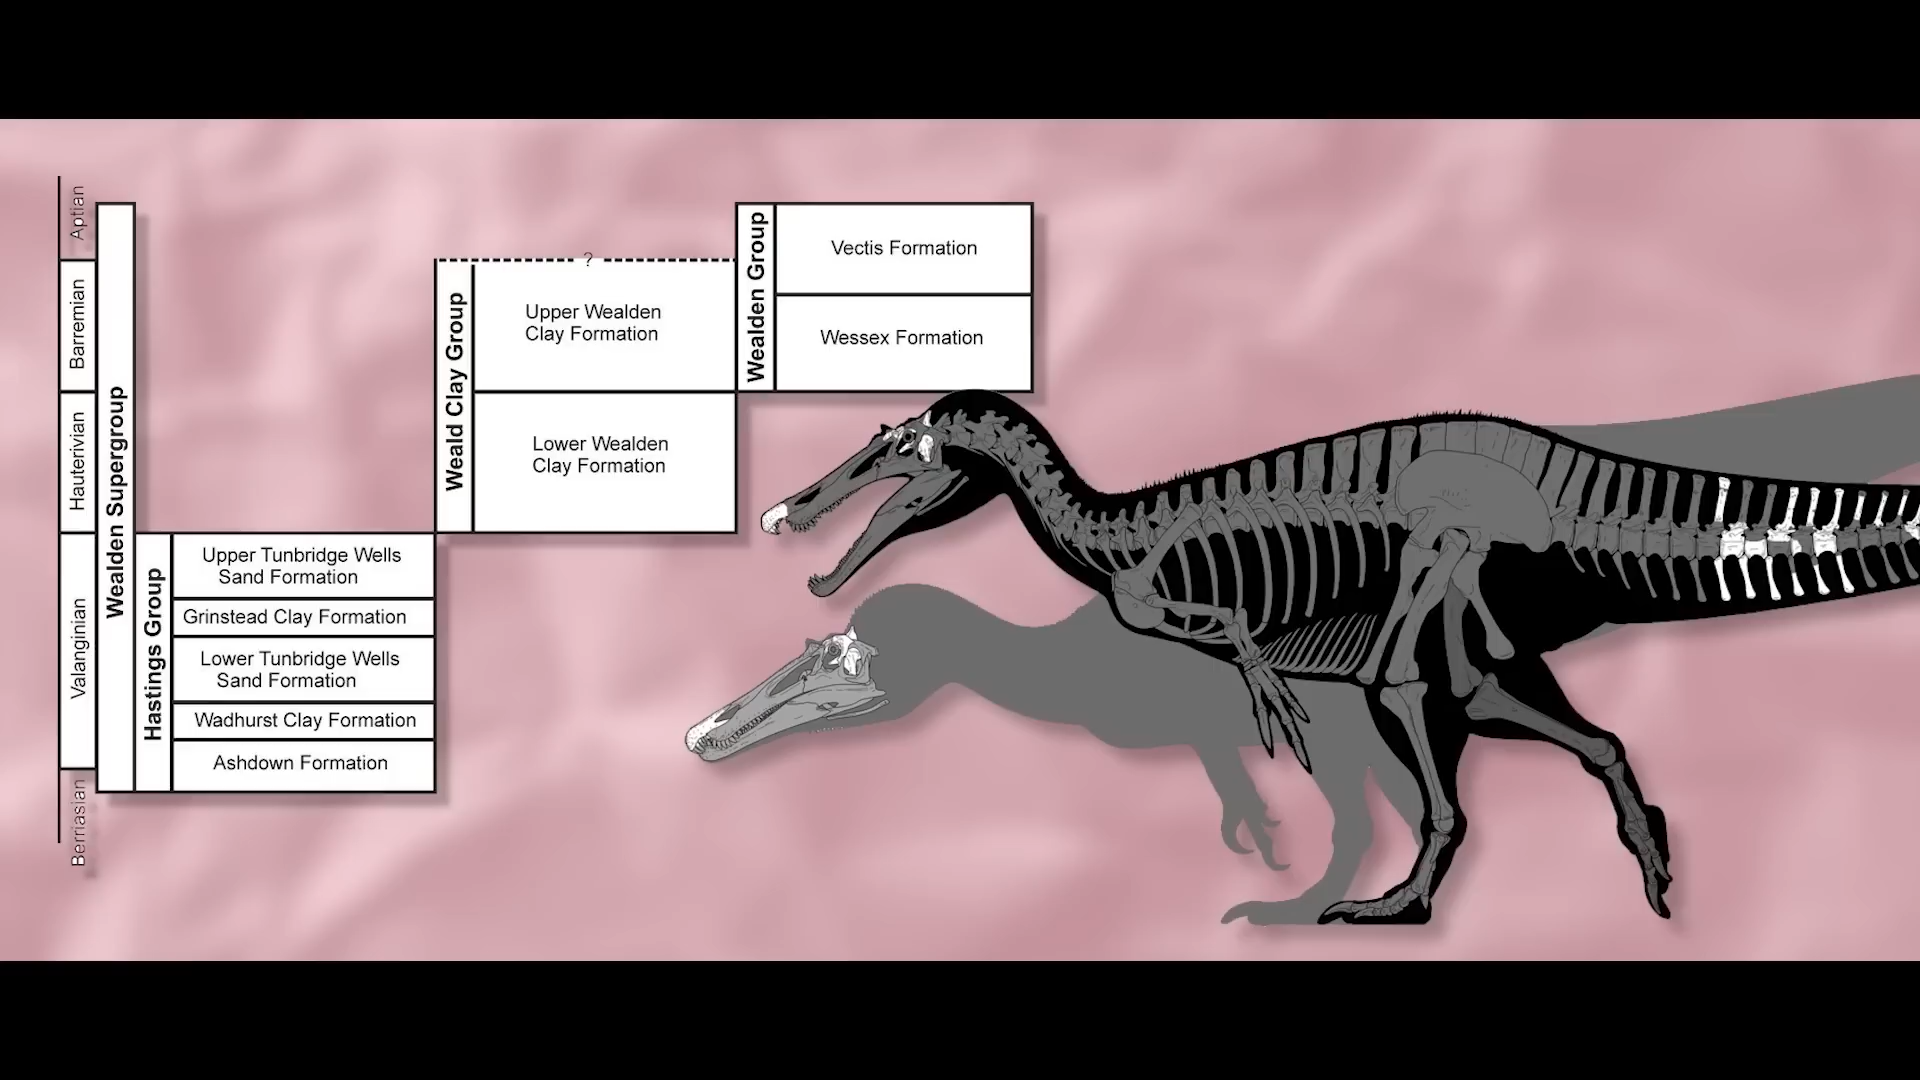 Aptian
Barremian
Hauterivian
Valanginian
Berriasian
Wealden Supergroup
Hastings Group
Upper Tunbridge Wells
Sand Formation
Grinstead Clay Formation
Lower Tunbridge Wells
Sand Formation
Wadhurst Clay Formation
Ashdown Formation
Weald Clay Group
?
Upper Wealden
Clay Formation
Lower Wealden
Clay Formation
Wealden Group
Vectis Formation
Wessex Formation